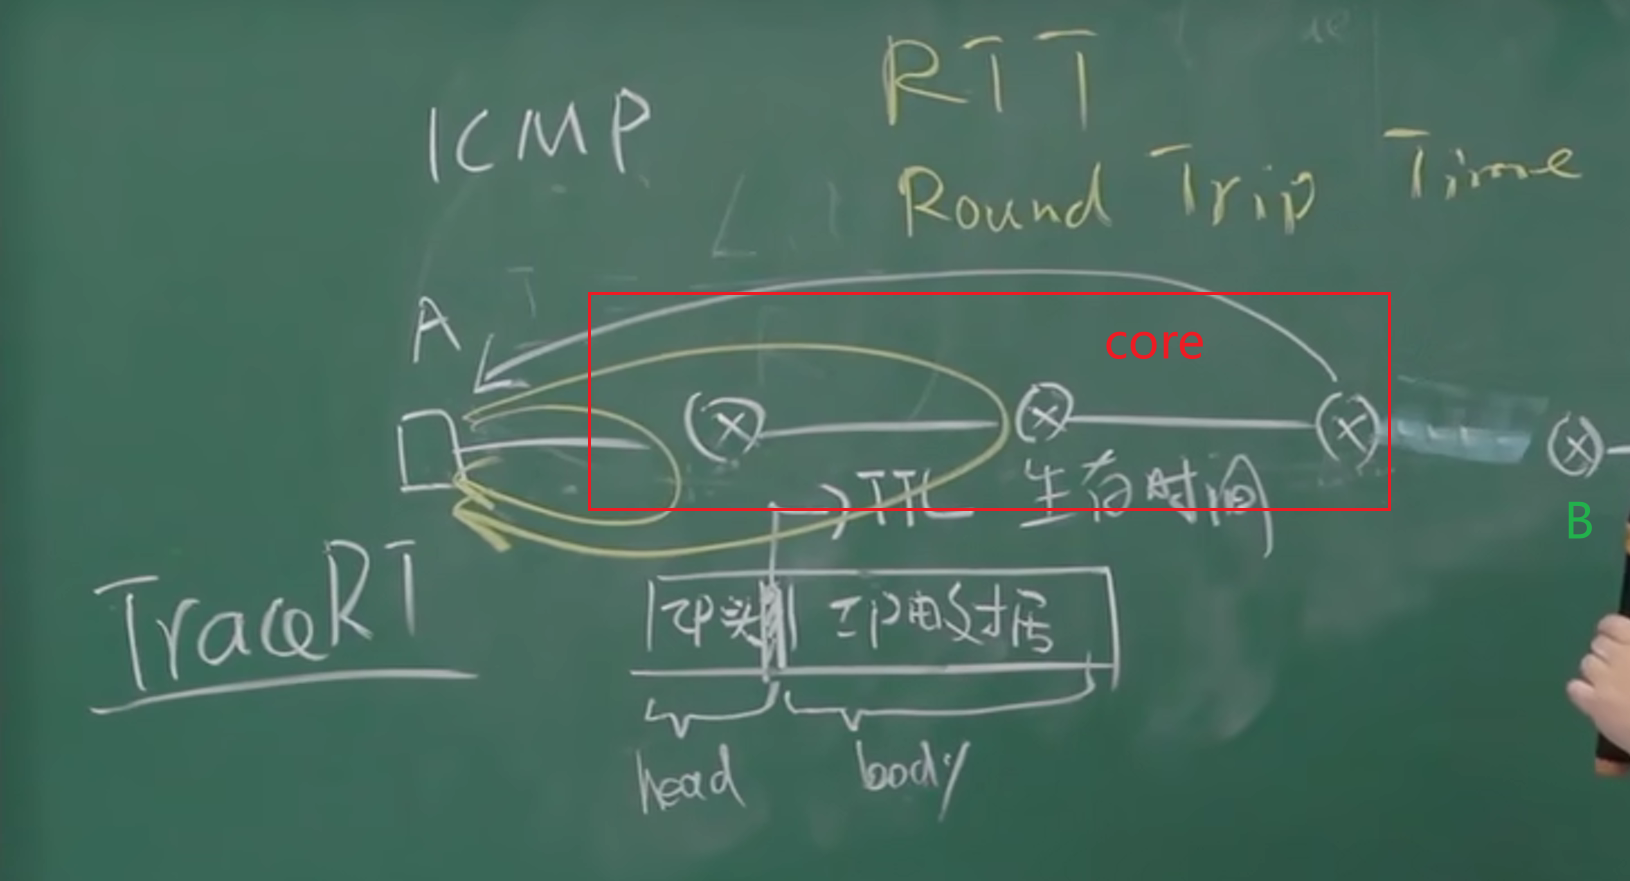 RTT
ICMP
Round Trip Time
A
core
TTL 生存时间
B
TraceRT
IP头 IP数据
head body